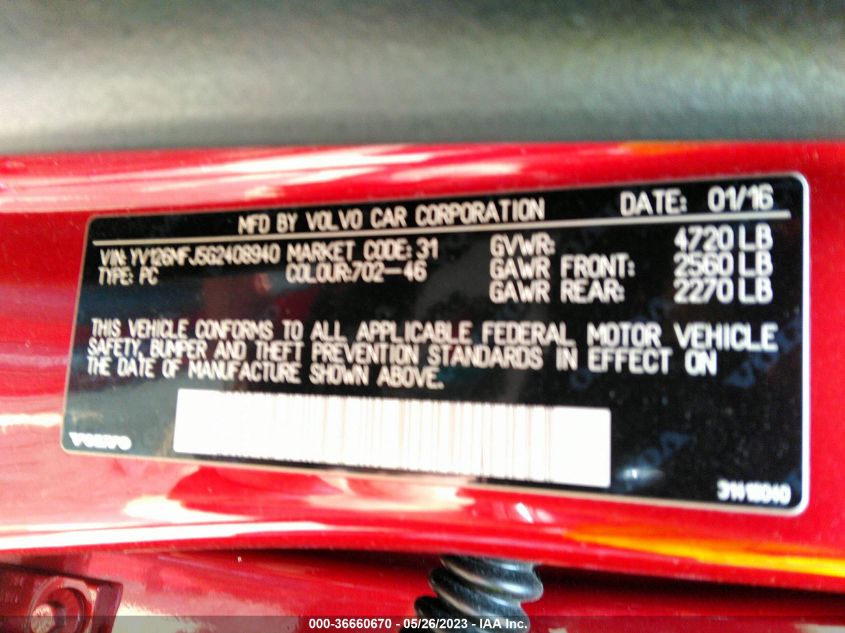 MFD BY VOLVO CAR CORPORATION DATE: 01/16
VIN: YV126MFJ5G2408940 MARKET CODE: 31 GVWR: 4720 LB
TYPE: PC COLOUR:702-46 GAWR FRONT: 2560 LB
GAWR REAR: 2270 LB
THIS VEHICLE CONFORMS TO ALL APPLICABLE FEDERAL MOTOR VEHICLE
SAFETY, BUMPER AND THEFT PREVENTION STANDARDS IN EFFECT ON
THE DATE OF MANUFACTURE SHOWN ABOVE.
VOLVO
000-36660670 - 05/26/2023 - IAA Inc.